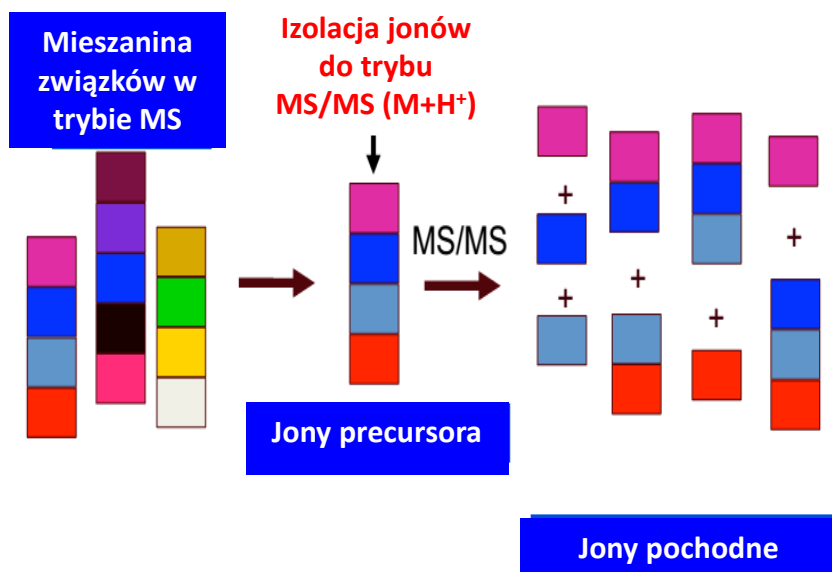 Mieszanina
związków w
trybie MS
Izolacja jonów
do trybu
MS/MS (M+H⁺)
MS/MS
+
+
+
+
+
Jony precursora
Jony pochodne